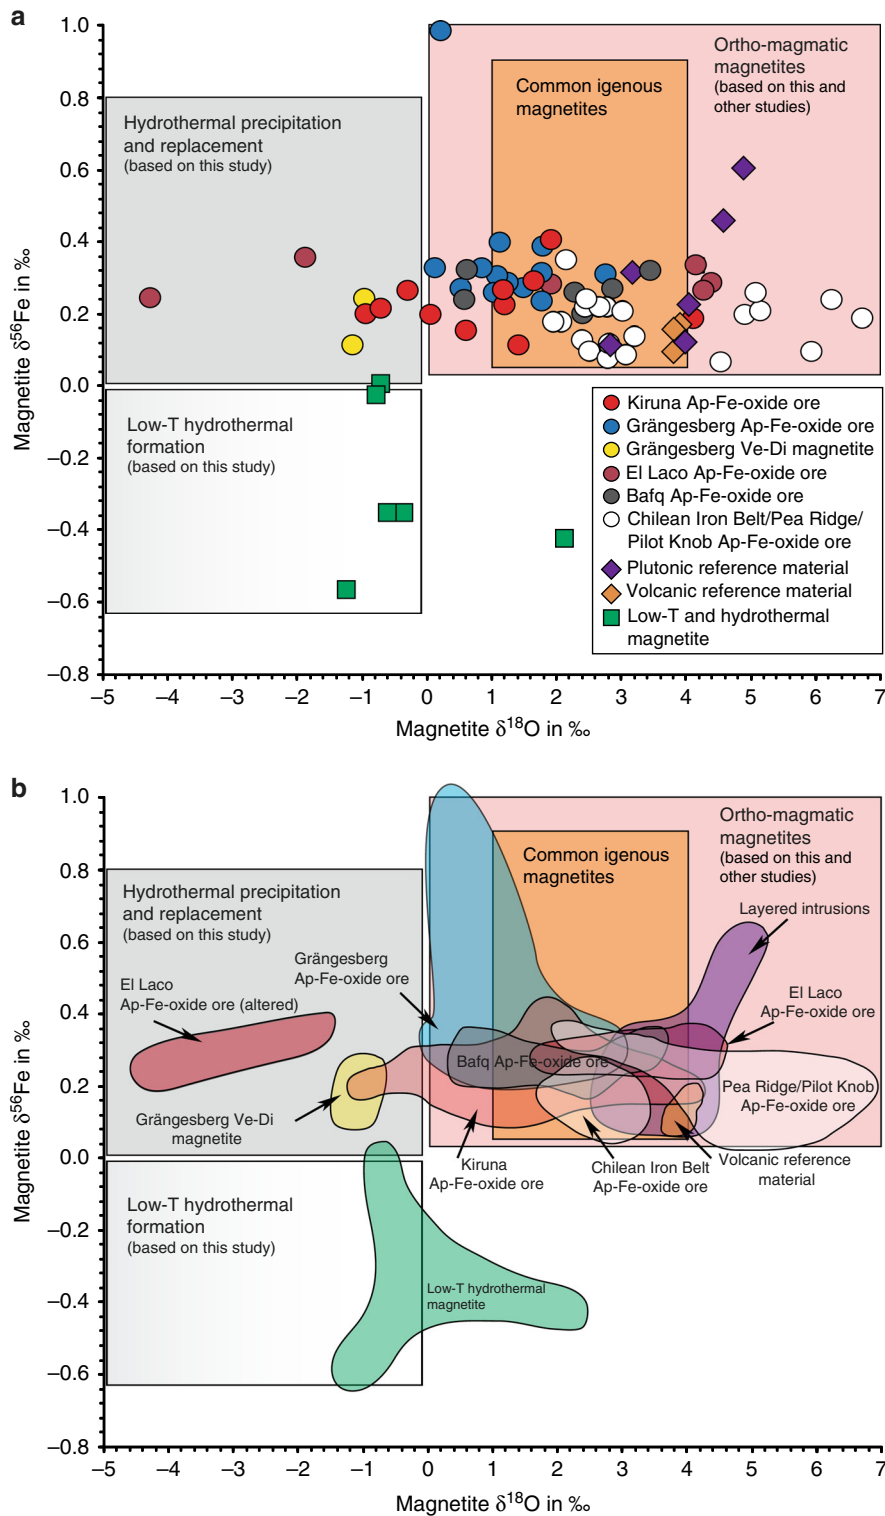 a
1.0
0.8
0.6
0.4
0.2
0.0
–0.2
–0.4
–0.6
–0.8
Magnetite δ56Fe in ‰
Hydrothermal precipitation
and replacement
(based on this study)
Common igenous
magnetites
Ortho-magmatic
magnetites
(based on this and
other studies)
Low-T hydrothermal
formation
(based on this study)
Kiruna Ap-Fe-oxide ore
Grängesberg Ap-Fe-oxide ore
Grängesberg Ve-Di magnetite
El Laco Ap-Fe-oxide ore
Bafq Ap-Fe-oxide ore
Chilean Iron Belt/Pea Ridge/
Pilot Knob Ap-Fe-oxide ore
Plutonic reference material
Volcanic reference material
Low-T and hydrothermal
magnetite
–5 –4 –3 –2 –1 0 1 2 3 4 5 6 7
Magnetite δ18O in ‰
b
1.0
0.8
0.6
0.4
0.2
0.0
–0.2
–0.4
–0.6
–0.8
Magnetite δ56Fe in ‰
Hydrothermal precipitation
and replacement
(based on this study)
Common igenous
magnetites
Ortho-magmatic
magnetites
(based on this and
other studies)
Layered intrusions
Grängesberg
Ap-Fe-oxide ore
El Laco
Ap-Fe-oxide ore (altered)
El Laco
Ap-Fe-oxide ore
Bafq Ap-Fe-oxide ore
Pea Ridge/Pilot Knob
Ap-Fe-oxide ore
Grängesberg Ve-Di
magnetite
Kiruna
Ap-Fe-oxide ore
Chilean Iron Belt
Ap-Fe-oxide ore
Volcanic reference
material
Low-T hydrothermal
formation
(based on this study)
Low-T hydrothermal
magnetite
–5 –4 –3 –2 –1 0 1 2 3 4 5 6 7
Magnetite δ18O in ‰